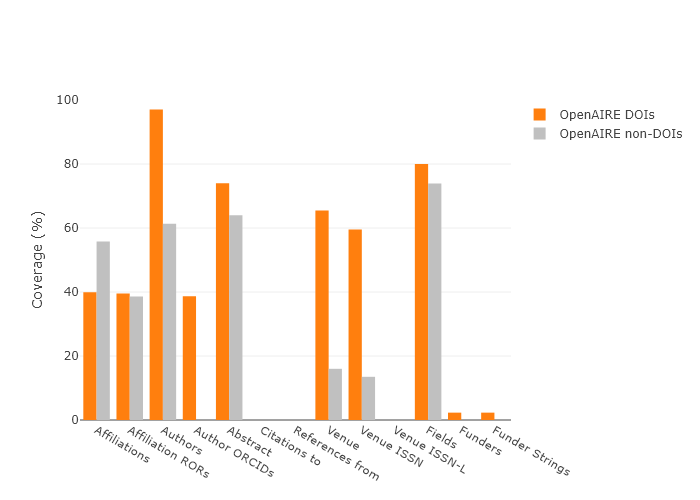 100
80
60
40
20
0
Coverage (%)
Affiliations
Affiliation RORs
Authors
Author ORCIDs
Abstract
Citations to
References from
Venue
Venue ISSN
Venue ISSN-L
Fields
Funders
Funder Strings
OpenAIRE DOIs
OpenAIRE non-DOIs